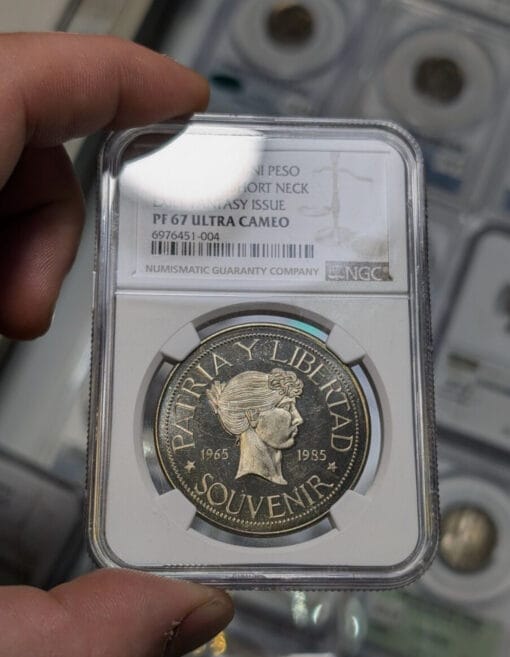 PESO
SHORT NECK
FANTASY ISSUE
PF 67 ULTRA CAMEO
6976451-004
NUMISMATIC GUARANTY COMPANY
NGC
PATRIA Y LIBERTAD
1965 1985
SOUVENIR